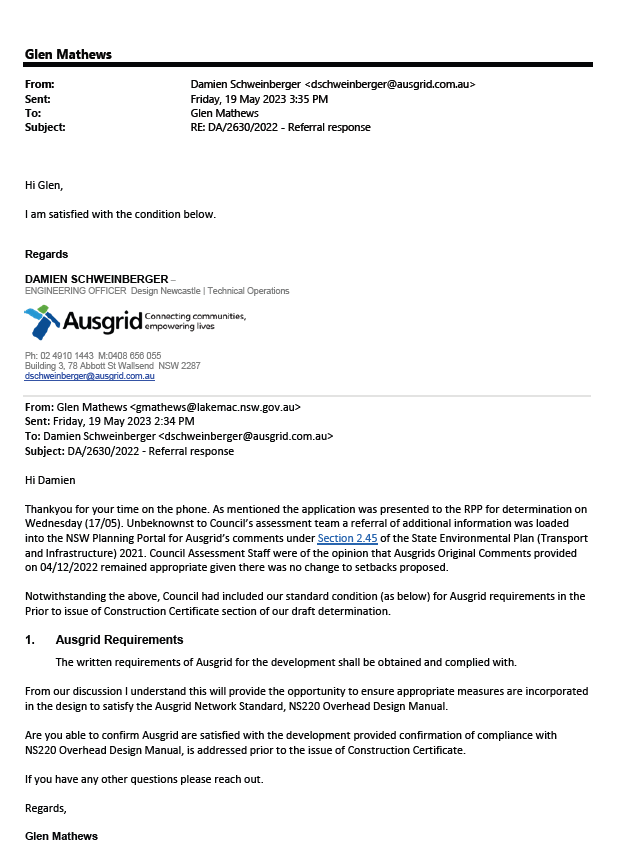 Glen Mathews
From: Damien Schweinberger <dschweinberger@ausgrid.com.au>
Sent: Friday, 19 May 2023 3:35 PM
To: Glen Mathews
Subject: RE: DA/2630/2022 - Referral response
Hi Glen,
I am satisfied with the condition below.
Regards
DAMIEN SCHWEINBERGER –
ENGINEERING OFFICER Design Newcastle | Technical Operations
Ausgrid Connecting communities,
empowering lives
Ph: 02 4910 1443 M:0408 656 055
Building 3, 78 Abbott St Wallsend NSW 2287
dschweinberger@ausgrid.com.au
From: Glen Mathews <gmathews@lakemac.nsw.gov.au>
Sent: Friday, 19 May 2023 2:34 PM
To: Damien Schweinberger <dschweinberger@ausgrid.com.au>
Subject: DA/2630/2022 - Referral response
Hi Damien
Thankyou for your time on the phone. As mentioned the application was presented to the RPP for determination on
Wednesday (17/05). Unbeknownst to Council’s assessment team a referral of additional information was loaded
into the NSW Planning Portal for Ausgrid’s comments under Section 2.45 of the State Environmental Plan (Transport
and Infrastructure) 2021. Council Assessment Staff were of the opinion that Ausgrids Original Comments provided
on 04/12/2022 remained appropriate given there was no change to setbacks proposed.
Notwithstanding the above, Council had included our standard condition (as below) for Ausgrid requirements in the
Prior to issue of Construction Certificate section of our draft determination.
1. Ausgrid Requirements
The written requirements of Ausgrid for the development shall be obtained and complied with.
From our discussion I understand this will provide the opportunity to ensure appropriate measures are incorporated
in the design to satisfy the Ausgrid Network Standard, NS220 Overhead Design Manual.
Are you able to confirm Ausgrid are satisfied with the development provided confirmation of compliance with
NS220 Overhead Design Manual, is addressed prior to the issue of Construction Certificate.
If you have any other questions please reach out.
Regards,
Glen Mathews